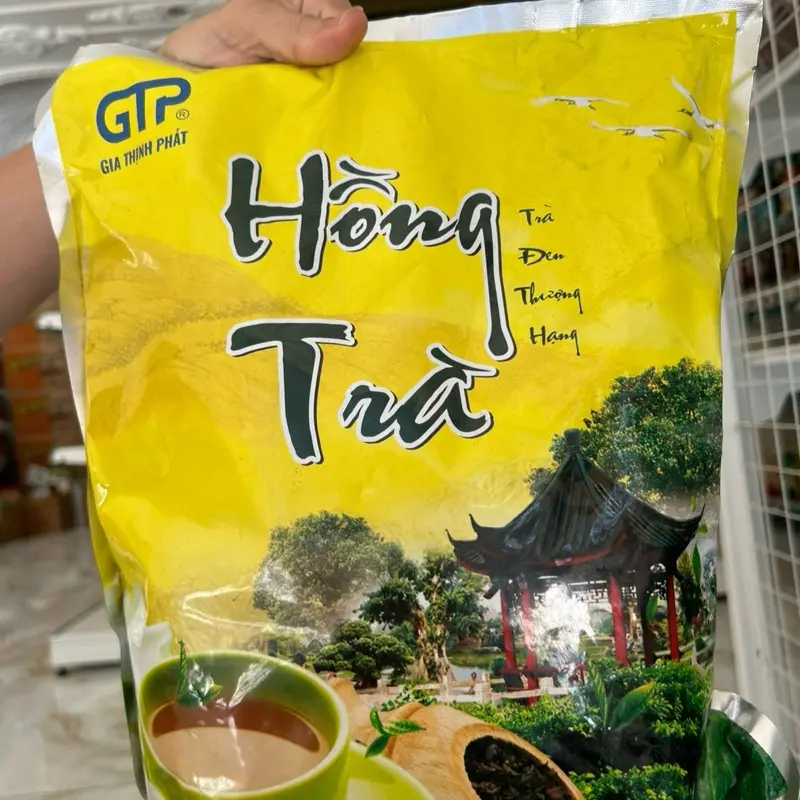 GTP®
GIA THỊNH PHÁT
Hồng
Trà
Trà
Đen
Thượng
Hạng